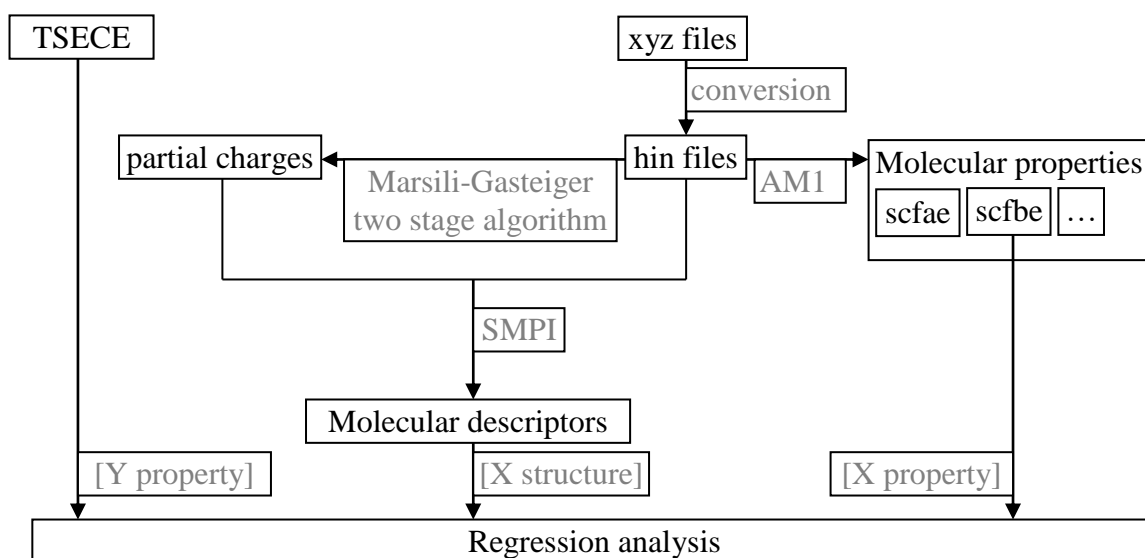 TSECE
xyz files
conversion
partial charges
hin files
Molecular properties
Marsili-Gasteiger
two stage algorithm
AM1
scfae
scfbe
...
SMPI
Molecular descriptors
[Y property]
[X structure]
[X property]
Regression analysis